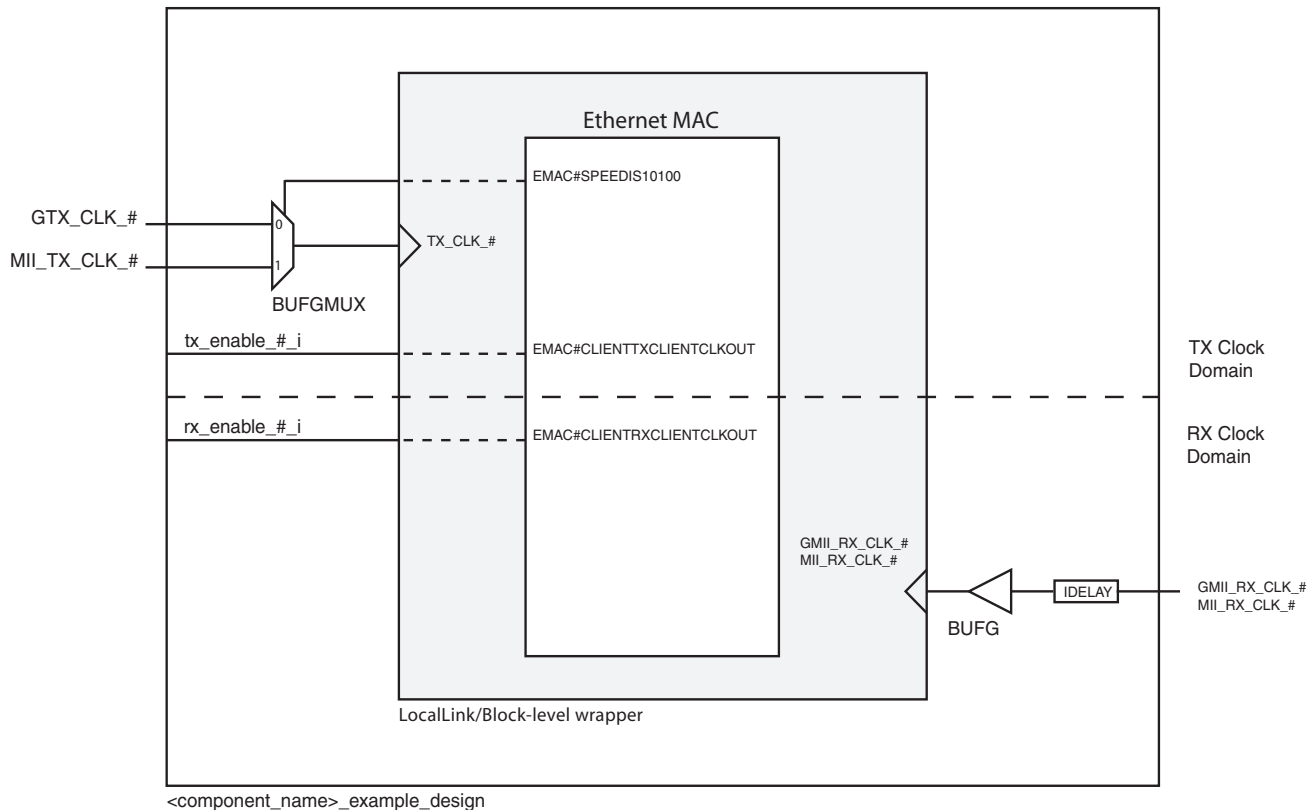 Ethernet MAC
EMAC#SPEEDIS10100
GTX_CLK_#
0
TX_CLK_#
MII_TX_CLK_#
1
BUFGMUX
tx_enable_#_i
EMAC#CLIENTTXCLIENTCLKOUT
TX Clock
Domain
rx_enable_#_i
EMAC#CLIENTRXCLIENTCLKOUT
RX Clock
Domain
GMII_RX_CLK_#
MII_RX_CLK_#
IDELAY
GMII_RX_CLK_#
MII_RX_CLK_#
BUFG
LocalLink/Block-level wrapper
<component_name>_example_design